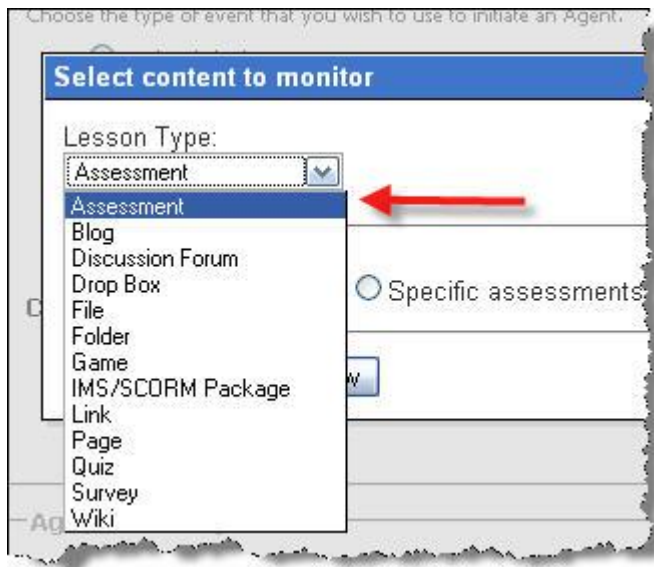 Choose the type of event that you wish to use to initiate an Agent.
Select content to monitor
Lesson Type:
Assessment
Assessment
Blog
Discussion Forum
Drop Box
File
Folder
Game
IMS/SCORM Package
Link
Page
Quiz
Survey
Wiki
Specific assessments